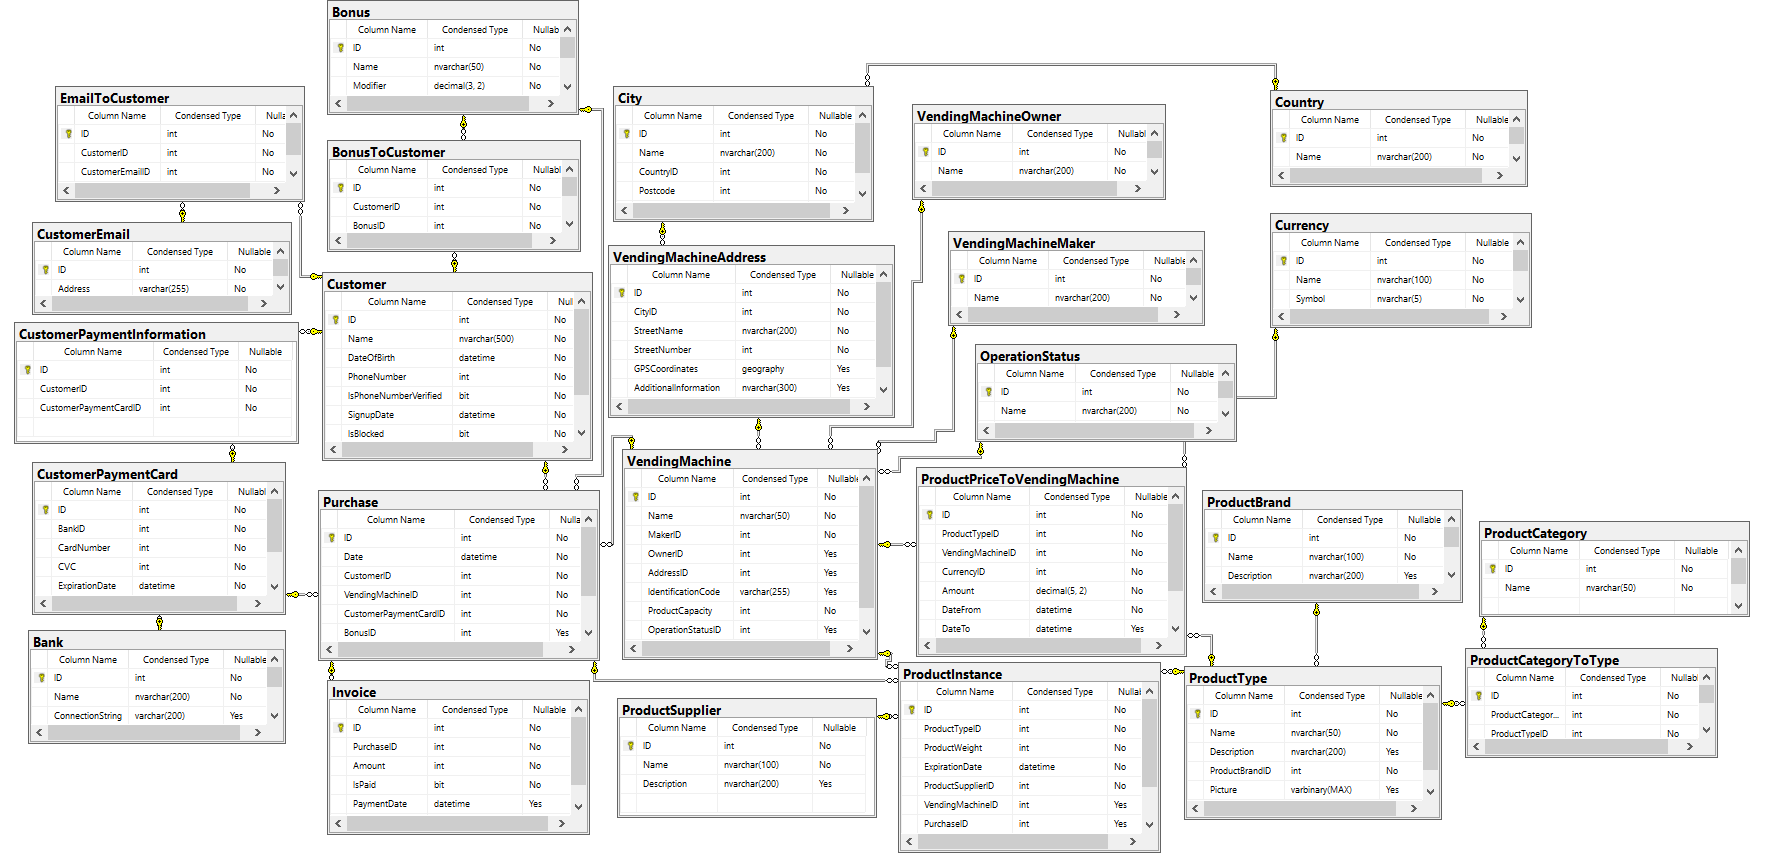 Bonus
Column Name Condensed Type Nullab
ID int No
Name nvarchar(50) No
Modifier decimal(3, 2) No
EmailToCustomer
Column Name Condensed Type Nulla
ID int No
CustomerID int No
CustomerEmailID int No
BonusToCustomer
Column Name Condensed Type Nullabl
ID int No
CustomerID int No
BonusID int No
City
Column Name Condensed Type Nullable
ID int No
Name nvarchar(200) No
CountryID int No
Postcode int No
VendingMachineOwner
Column Name Condensed Type Nullabl
ID int No
Name nvarchar(200) No
Country
Column Name Condensed Type Nullable
ID int No
Name nvarchar(200) No
CustomerEmail
Column Name Condensed Type Nullable
ID int No
Address varchar(255) No
Customer
Column Name Condensed Type Nul
ID int No
Name nvarchar(500) No
DateOfBirth datetime No
PhoneNumber int No
IsPhoneNumberVerified bit No
SignupDate datetime No
IsBlocked bit No
VendingMachineAddress
Column Name Condensed Type Nullable
ID int No
CityID int No
StreetName nvarchar(200) No
StreetNumber int No
GPSCoordinates geography Yes
AdditionalInformation nvarchar(300) Yes
VendingMachineMaker
Column Name Condensed Type Nullabl
ID int No
Name nvarchar(200) No
Currency
Column Name Condensed Type Nullable
ID int No
Name nvarchar(100) No
Symbol nvarchar(5) No
CustomerPaymentInformation
Column Name Condensed Type Nullable
ID int No
CustomerID int No
CustomerPaymentCardID int No
OperationStatus
Column Name Condensed Type Nullable
ID int No
Name nvarchar(200) No
CustomerPaymentCard
Column Name Condensed Type Nullabl
ID int No
BankID int No
CardNumber int No
CVC int No
ExpirationDate datetime No
Purchase
Column Name Condensed Type Nulla
ID int No
Date datetime No
CustomerID int No
VendingMachineID int No
CustomerPaymentCardID int No
BonusID int Yes
VendingMachine
Column Name Condensed Type Nullabl
ID int No
Name nvarchar(50) No
MakerID int No
OwnerID int Yes
AddressID int Yes
IdentificationCode varchar(255) Yes
ProductCapacity int No
OperationStatusID int Yes
ProductPriceToVendingMachine
Column Name Condensed Type Nullabl
ID int No
ProductTypeID int No
VendingMachineID int No
CurrencyID int No
Amount decimal(5, 2) No
DateFrom datetime No
DateTo datetime Yes
ProductBrand
Column Name Condensed Type Nullable
ID int No
Name nvarchar(100) No
Description nvarchar(200) Yes
ProductCategory
Column Name Condensed Type Nullable
ID int No
Name nvarchar(50) No
Bank
Column Name Condensed Type Nullable
ID int No
Name nvarchar(200) No
ConnectionString varchar(200) Yes
Invoice
Column Name Condensed Type Nullable
ID int No
PurchaseID int No
Amount int No
IsPaid bit No
PaymentDate datetime Yes
ProductSupplier
Column Name Condensed Type Nullable
ID int No
Name nvarchar(100) No
Description nvarchar(200) Yes
ProductInstance
Column Name Condensed Type Nullabl
ID int No
ProductTypeID int No
ProductWeight int No
ExpirationDate datetime No
ProductSupplierID int No
VendingMachineID int Yes
PurchaseID int Yes
ProductType
Column Name Condensed Type Nullable
ID int No
Name nvarchar(50) No
Description nvarchar(200) Yes
ProductBrandID int No
Picture varbinary(MAX) Yes
ProductCategoryToType
Column Name Condensed Type Nullabl
ID int No
ProductCategor... int No
ProductTypeID int No